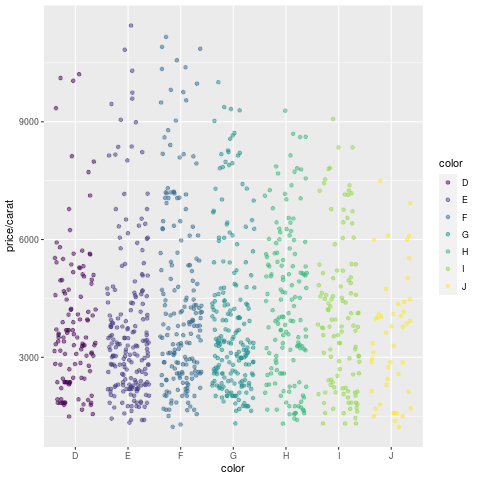 9000
6000
3000
price/carat
D E F G H I J
color
color
D
E
F
G
H
I
J